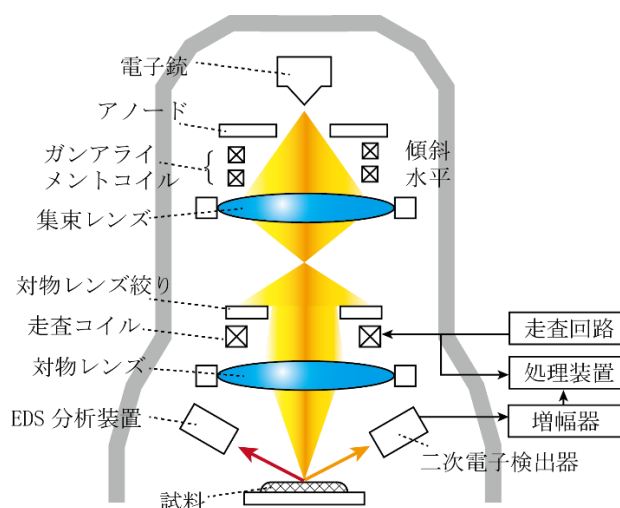 電子銃
アノード
ガンアライ
メントコイル
傾斜
水平
集束レンズ
対物レンズ絞り
走査コイル
走査回路
対物レンズ
処理装置
EDS 分析装置
増幅器
二次電子検出器
試料